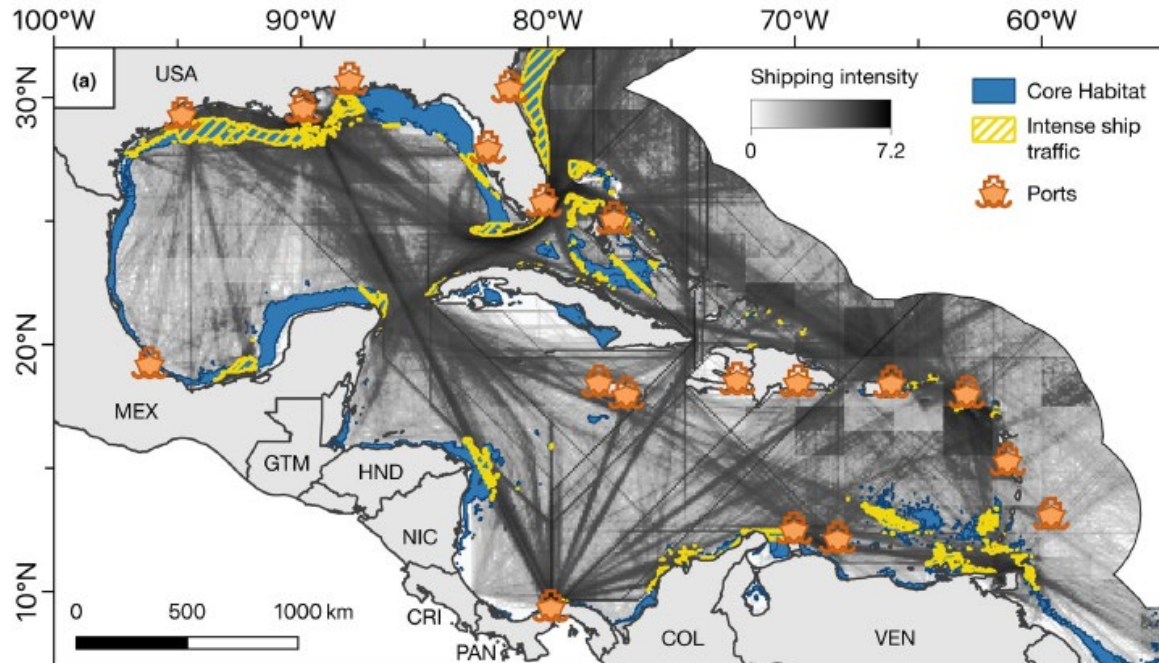 100°W 90°W 80°W 70°W 60°W
(a)
USA
30°N
Shipping intensity
0 7.2
Core Habitat
Intense ship
traffic
Ports
20°N
MEX
GTM
HND
NIC
10°N
0 500 1000 km
CRI
PAN
COL
VEN